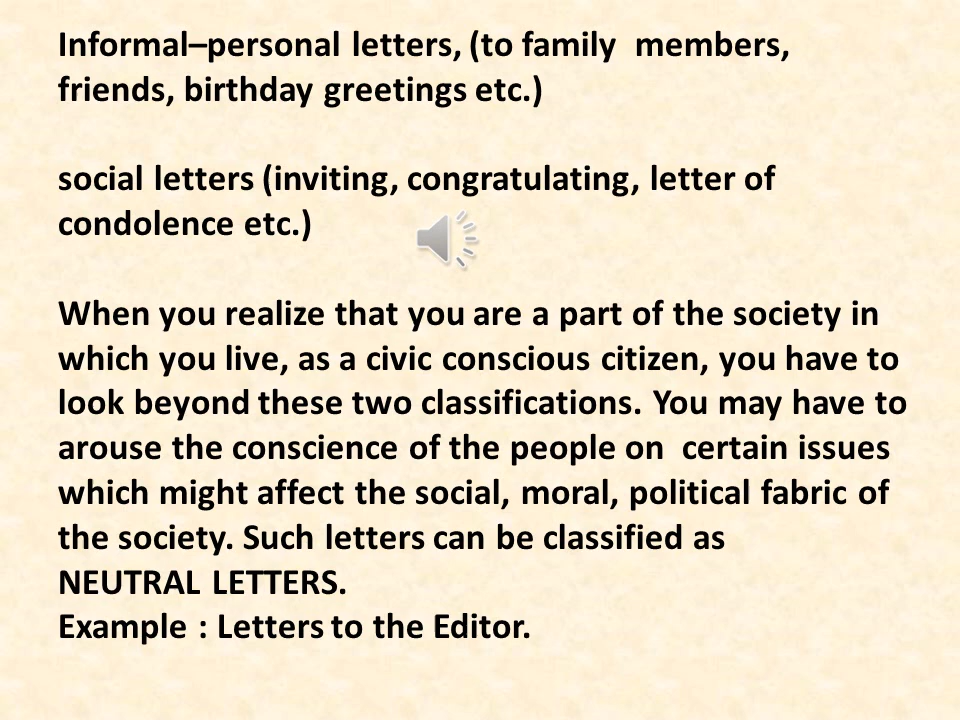 Informal–personal letters, (to family  members,
friends, birthday greetings etc.)
social letters (inviting, congratulating, letter of
condolence etc.)
When you realize that you are a part of the society in
which you live, as a civic conscious citizen, you have to
look beyond these two classifications. You may have to
arouse the conscience of the people on  certain issues
which might affect the social, moral, political fabric of
the society. Such letters can be classified as
NEUTRAL LETTERS.
Example : Letters to the Editor.